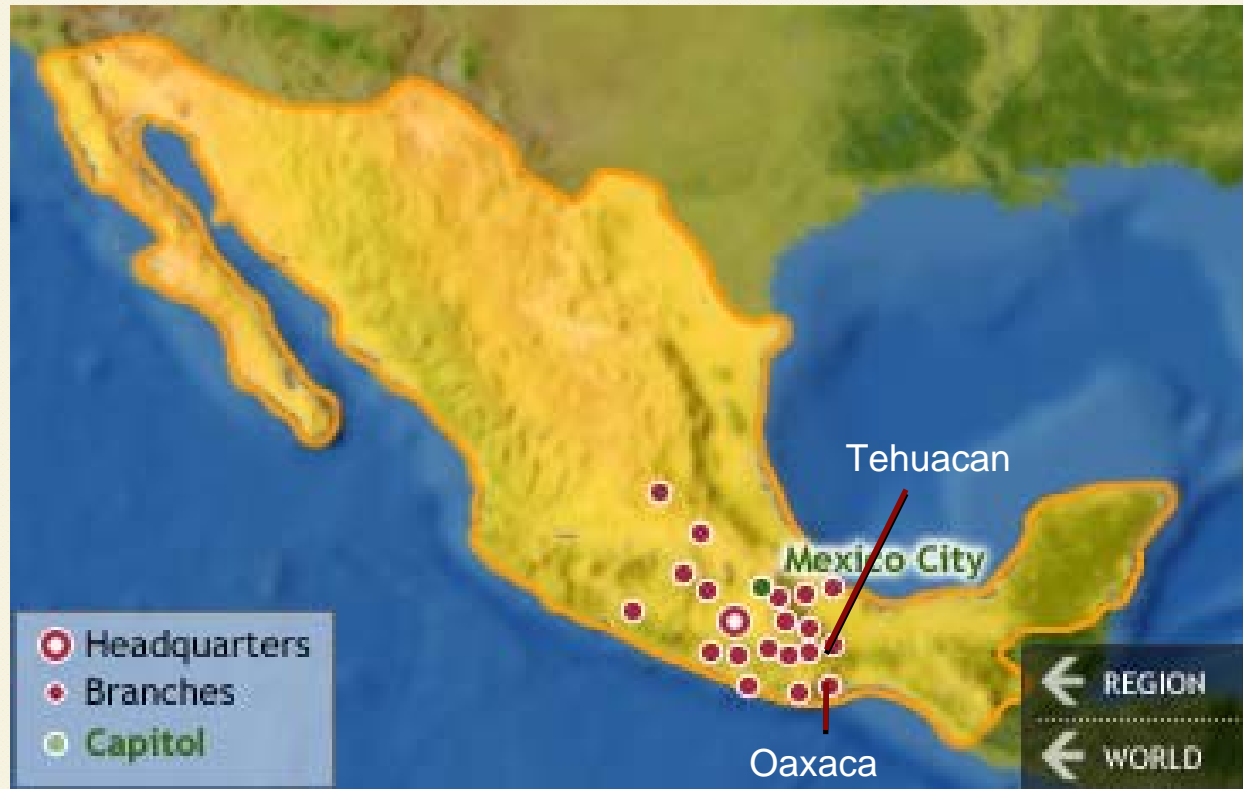 Tehuacan
Mexico City
Headquarters
Branches
Capitol
REGION
WORLD
Oaxaca